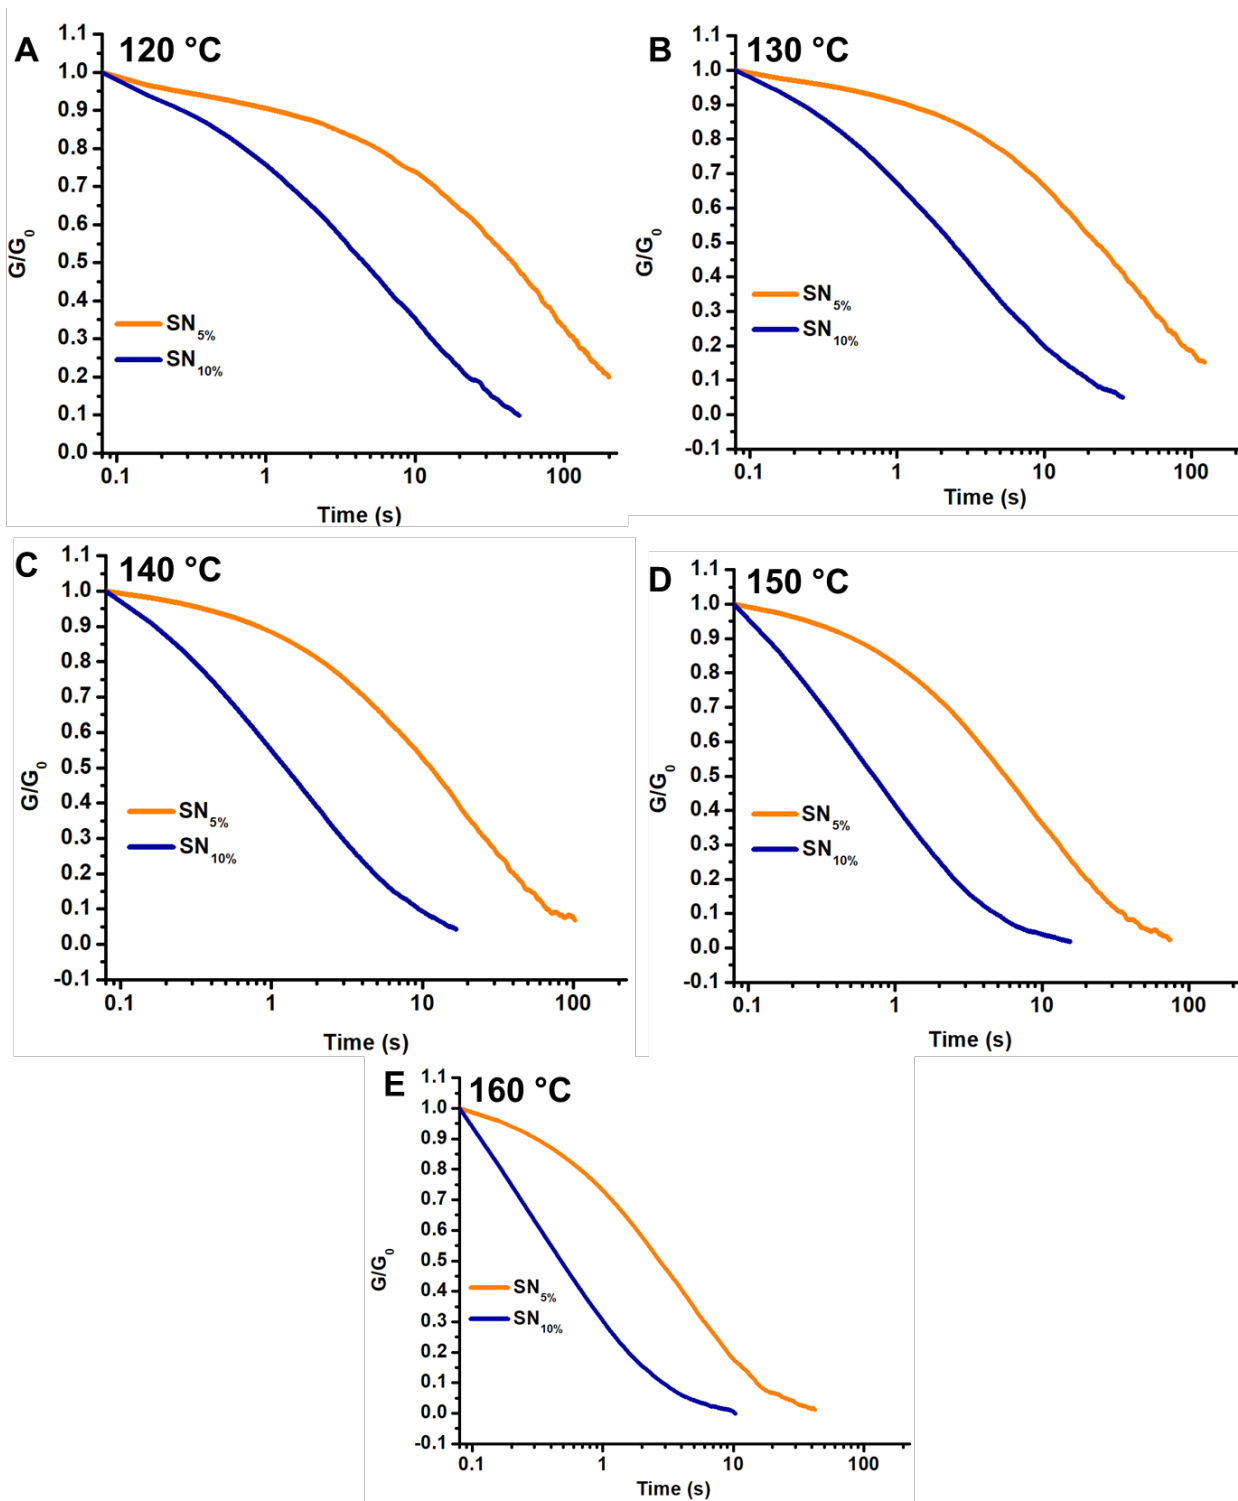 A
120 °C
1.1
1.0
0.9
0.8
0.7
0.6
0.5
0.4
0.3
0.2
0.1
0.0
G/G0
SN5%
SN10%
0.1 1 10 100
Time (s)
B
130 °C
1.1
1.0
0.9
0.8
0.7
0.6
0.5
0.4
0.3
0.2
0.1
0.0
-0.1
G/G0
SN5%
SN10%
0.1 1 10 100
Time (s)
C
140 °C
1.1
1.0
0.9
0.8
0.7
0.6
0.5
0.4
0.3
0.2
0.1
0.0
-0.1
G/G0
SN5%
SN10%
0.1 1 10 100
Time (s)
D
150 °C
1.1
1.0
0.9
0.8
0.7
0.6
0.5
0.4
0.3
0.2
0.1
0.0
-0.1
G/G0
SN5%
SN10%
0.1 1 10 100
Time (s)
E
160 °C
1.1
1.0
0.9
0.8
0.7
0.6
0.5
0.4
0.3
0.2
0.1
0.0
-0.1
G/G0
SN5%
SN10%
0.1 1 10 100
Time (s)